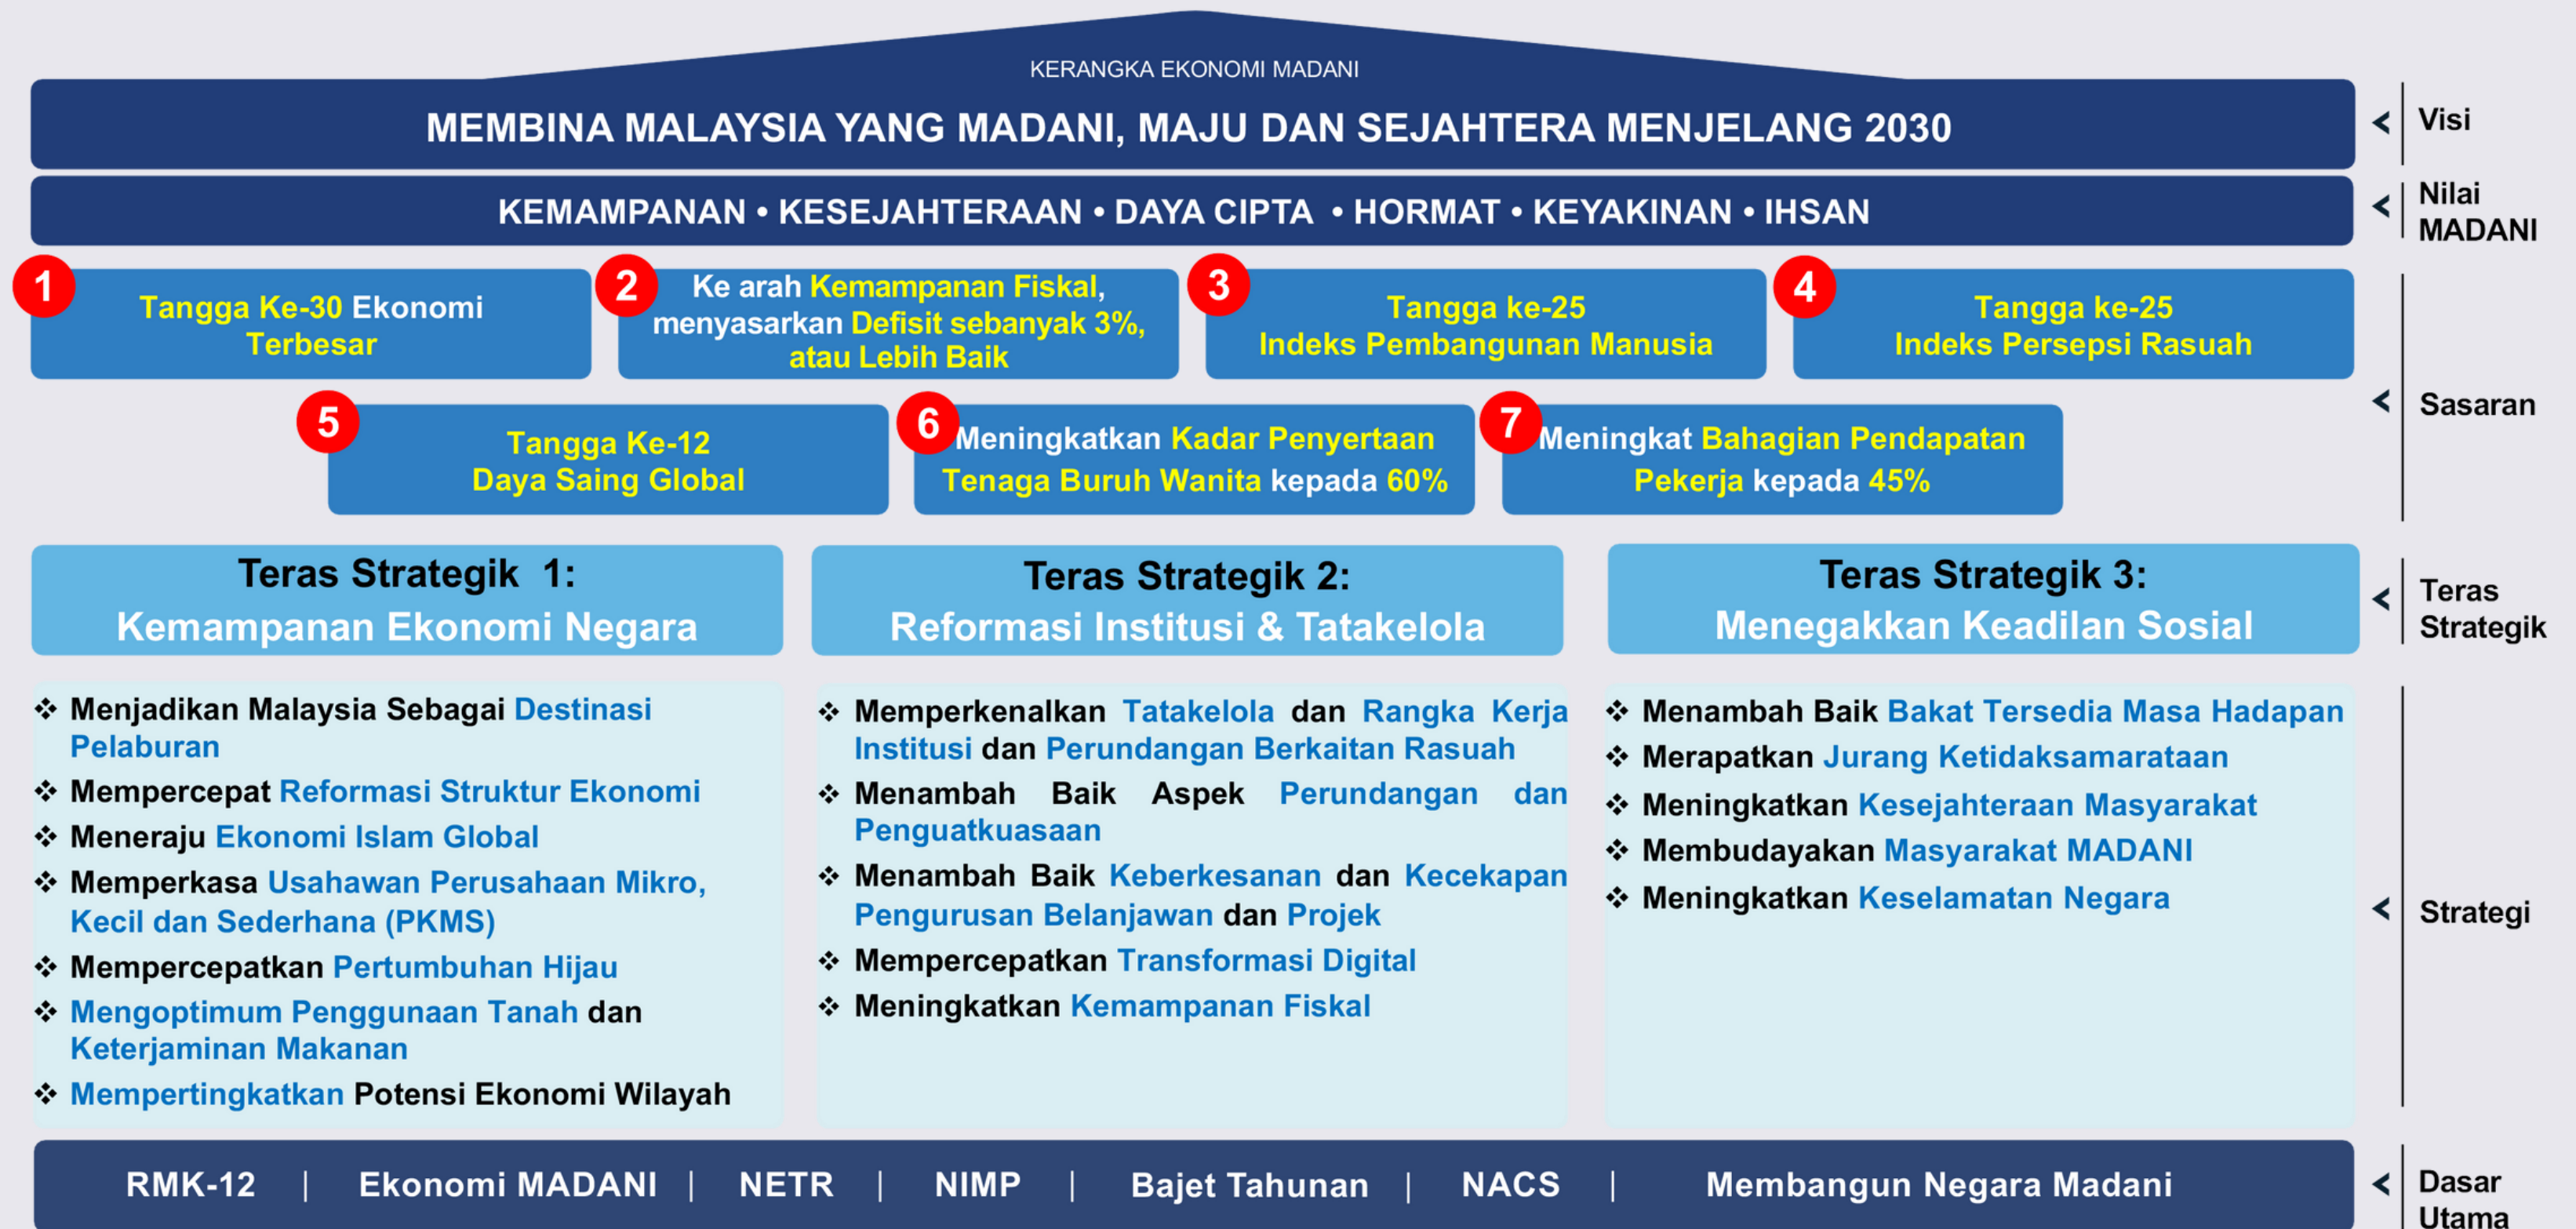 KERANGKA EKONOMI MADANI
MEMBINA MALAYSIA YANG MADANI, MAJU DAN SEJAHTERA MENJELANG 2030
Visi
KEMAMPANAN • KESEJAHTERAAN • DAYA CIPTA • HORMAT • KEYAKINAN • IHSAN
Nilai
MADANI
1
Tangga Ke-30 Ekonomi
Terbesar
2
Ke arah Kemampanan Fiskal,
menyasarkan Defisit sebanyak 3%,
atau Lebih Baik
3
Tangga ke-25
Indeks Pembangunan Manusia
4
Tangga ke-25
Indeks Persepsi Rasuah
5
Tangga Ke-12
Daya Saing Global
6
Meningkatkan Kadar Penyertaan
Tenaga Buruh Wanita kepada 60%
7
Meningkat Bahagian Pendapatan
Pekerja kepada 45%
Sasaran
Teras Strategik 1:
Kemampanan Ekonomi Negara
Teras Strategik 2:
Reformasi Institusi & Tatakelola
Teras Strategik 3:
Menegakkan Keadilan Sosial
Teras
Strategik
❖ Menjadikan Malaysia Sebagai Destinasi
Pelaburan
❖ Mempercepat Reformasi Struktur Ekonomi
❖ Meneraju Ekonomi Islam Global
❖ Memperkasa Usahawan Perusahaan Mikro,
Kecil dan Sederhana (PKMS)
❖ Mempercepatkan Pertumbuhan Hijau
❖ Mengoptimum Penggunaan Tanah dan
Keterjaminan Makanan
❖ Mempertingkatkan Potensi Ekonomi Wilayah
❖ Memperkenalkan Tatakelola dan Rangka Kerja
Institusi dan Perundangan Berkaitan Rasuah
❖ Menambah Baik Aspek Perundangan dan
Penguatkuasaan
❖ Menambah Baik Keberkesanan dan Kecekapan
Pengurusan Belanjawan dan Projek
❖ Mempercepatkan Transformasi Digital
❖ Meningkatkan Kemampanan Fiskal
❖ Menambah Baik Bakat Tersedia Masa Hadapan
❖ Merapatkan Jurang Ketidaksamarataan
❖ Meningkatkan Kesejahteraan Masyarakat
❖ Membudayakan Masyarakat MADANI
❖ Meningkatkan Keselamatan Negara
Strategi
RMK-12 | Ekonomi MADANI | NETR | NIMP | Bajet Tahunan | NACS | Membangun Negara Madani
Dasar
Utama